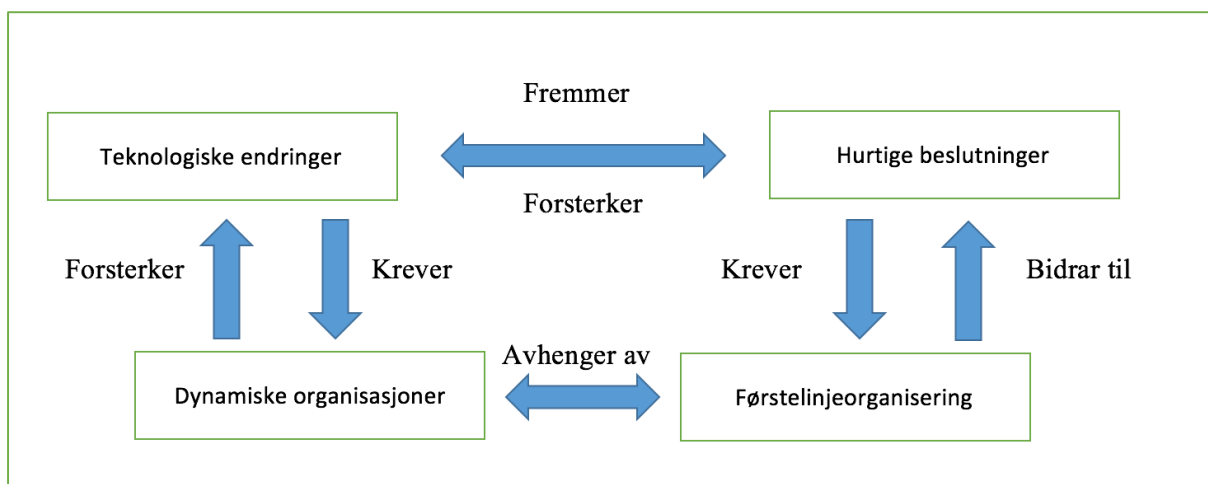 Fremmer
Teknologiske endringer
Hurtige beslutninger
Forsterker
Forsterker
Krever
Krever
Bidrar til
Avhenger av
Dynamiske organisasjoner
Førstelinjeorganisering